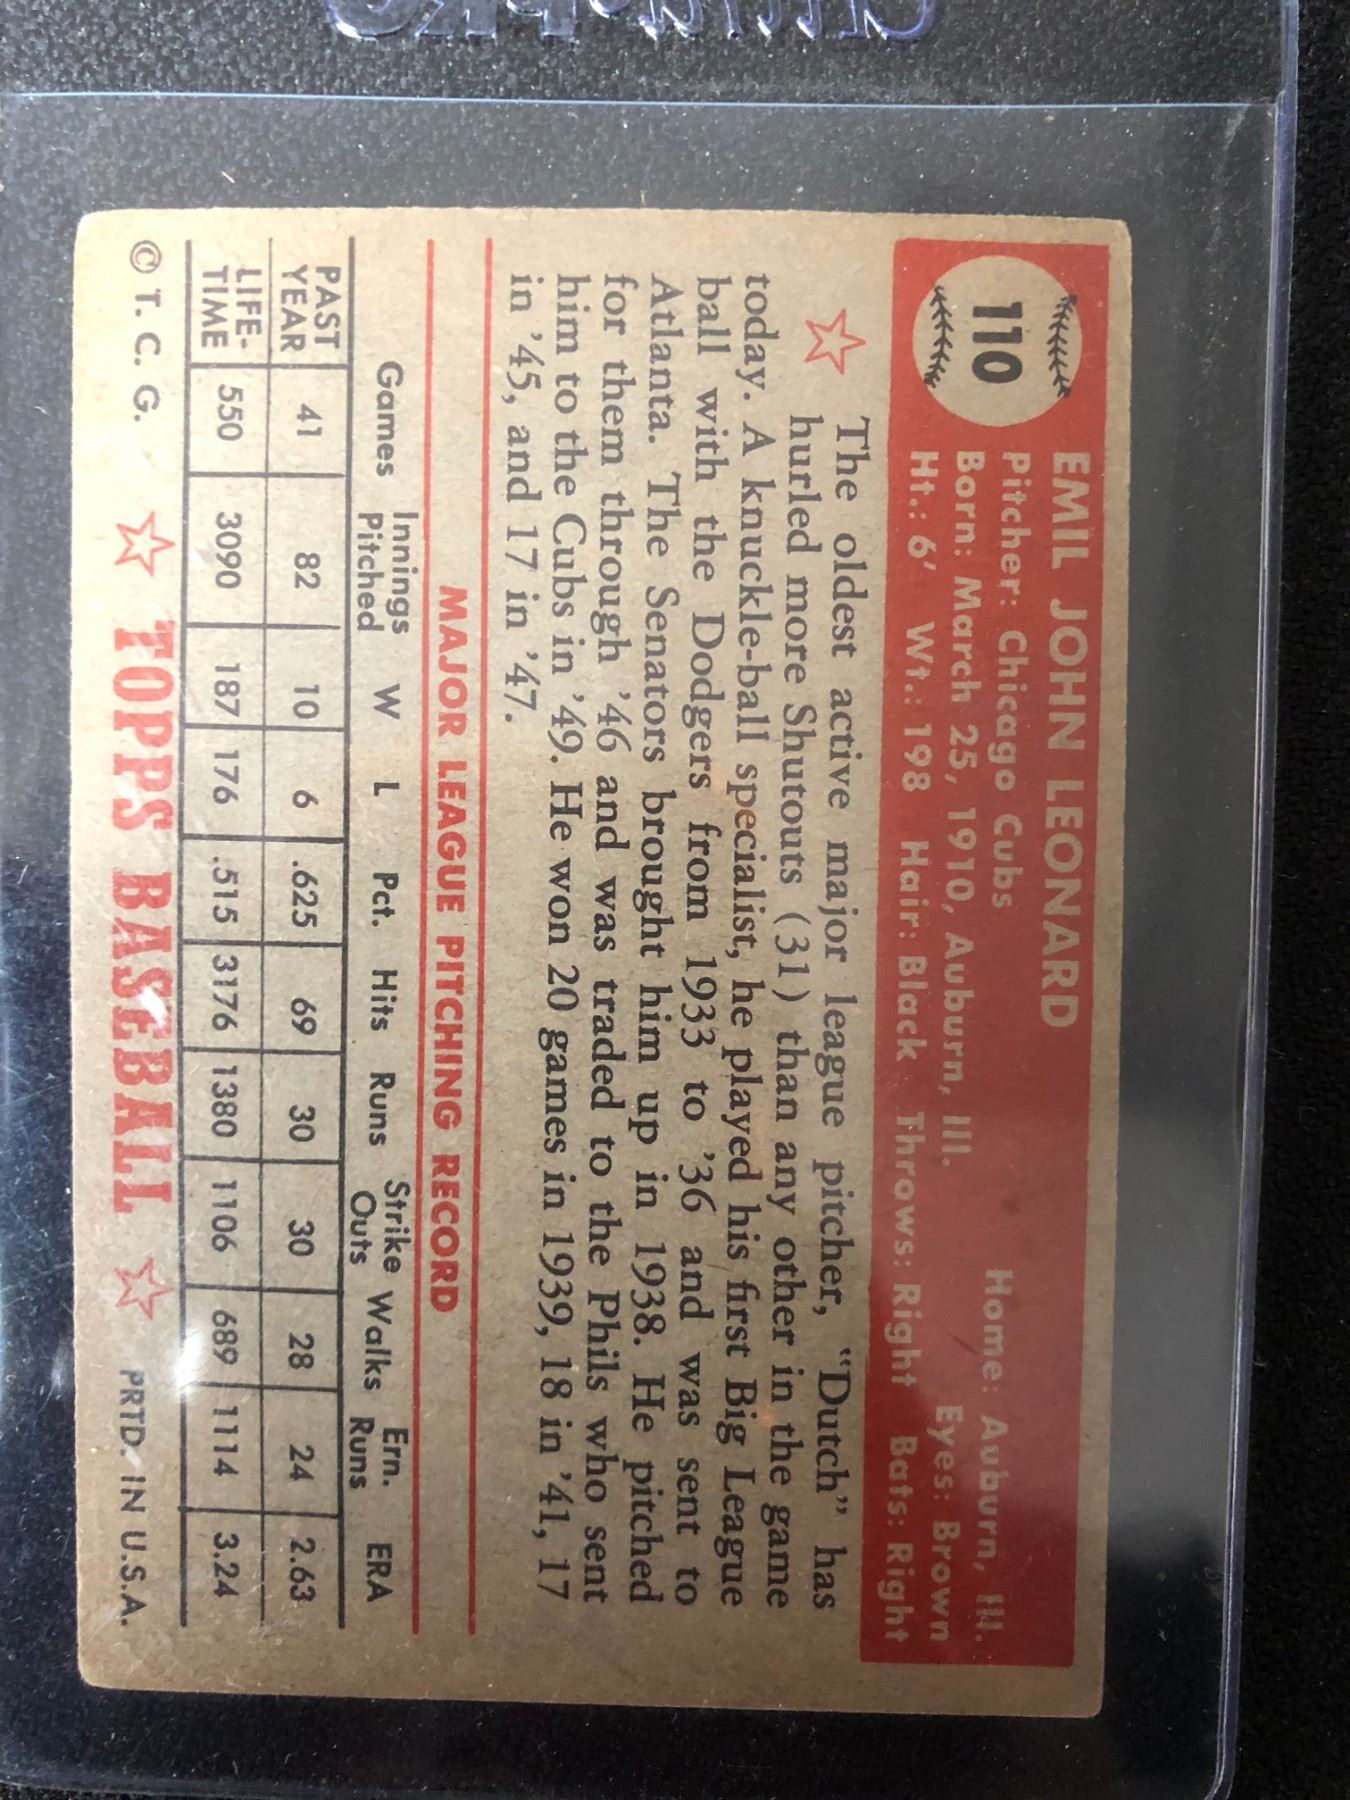 110
EMIL JOHN LEONARD
Pitcher: Chicago Cubs Home: Auburn, Ill.
Born: March 25, 1910, Auburn, Ill. Eyes: Brown
Ht.: 6' Wt.: 198 Hair: Black Throws: Right Bats: Right
The oldest active major league pitcher, "Dutch" has
hurled more Shutouts (31) than any other in the game
today. A knuckle-ball specialist, he played his first Big League
ball with the Dodgers from 1933 to '36 and was sent to
Atlanta. The Senators brought him up in 1938. He pitched
for them through '46 and was traded to the Phils who sent
him to the Cubs in '49. He won 20 games in 1939, 18 in '41, 17
in '45, and 17 in '47.
MAJOR LEAGUE PITCHING RECORD
Games Innings Pitched W L Pct. Hits Runs Strike Outs Walks Ern. Runs ERA
PAST YEAR 41 82 10 6 .625 69 30 30 28 24 2.63
LIFE-TIME 550 3090 187 176 .515 3176 1380 1106 689 1114 3.24
© T. C. G. TOPPS BASEBALL PRTD. IN U.S.A.